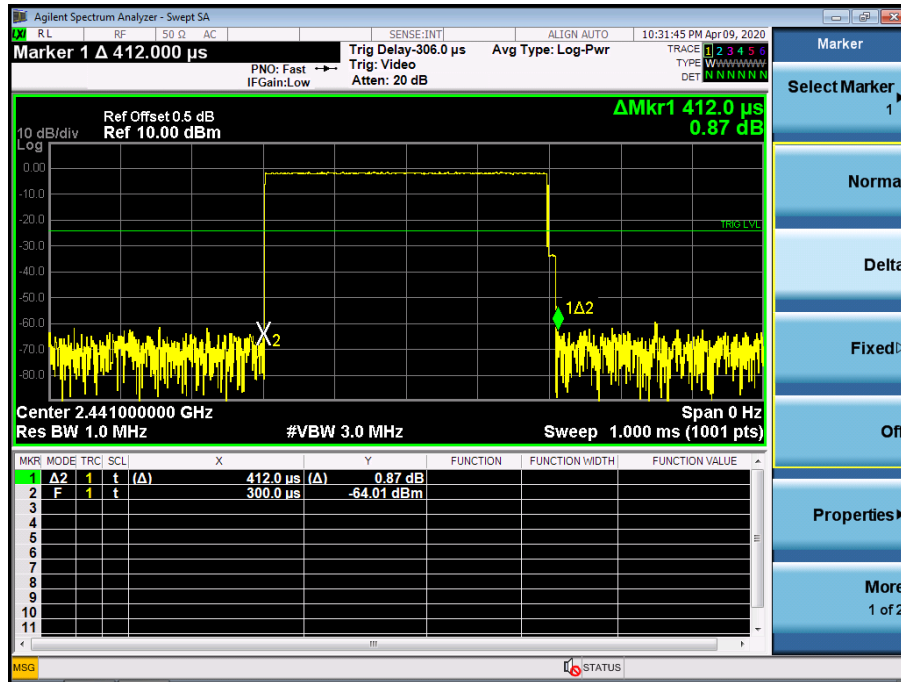 Agilent Spectrum Analyzer - Swept SA
LXI RL RF 50 Ω AC SENSE:INT ALIGN AUTO 10:31:45 PM Apr 09, 2020
Marker 1 Δ 412.000 µs
PNO: Fast
IFGain:Low
Trig Delay-306.0 µs
Trig: Video
Atten: 20 dB
Avg Type: Log-Pwr
TRACE 1 2 3 4 5 6
TYPE WWWWWWW
DET N N N N N N
ΔMkr1 412.0 µs
0.87 dB
Ref Offset 0.5 dB
10 dB/div Ref 10.00 dBm
Log
0.00
-10.0
-20.0
TRIG LVL
-30.0
-40.0
-50.0
1Δ2
-60.0
2
-70.0
-80.0
Center 2.441000000 GHz Span 0 Hz
Res BW 1.0 MHz #VBW 3.0 MHz Sweep 1.000 ms (1001 pts)
MKR MODE TRC SCL X Y FUNCTION FUNCTION WIDTH FUNCTION VALUE
1 Δ2 1 t (Δ) 412.0 µs (Δ) 0.87 dB
2 F 1 t 300.0 µs -64.01 dBm
3
4
5
6
7
8
9
10
11
MSG STATUS
Marker
Select Marker
1
Norma
Delta
Fixed
Of
Properties
More
1 of 2